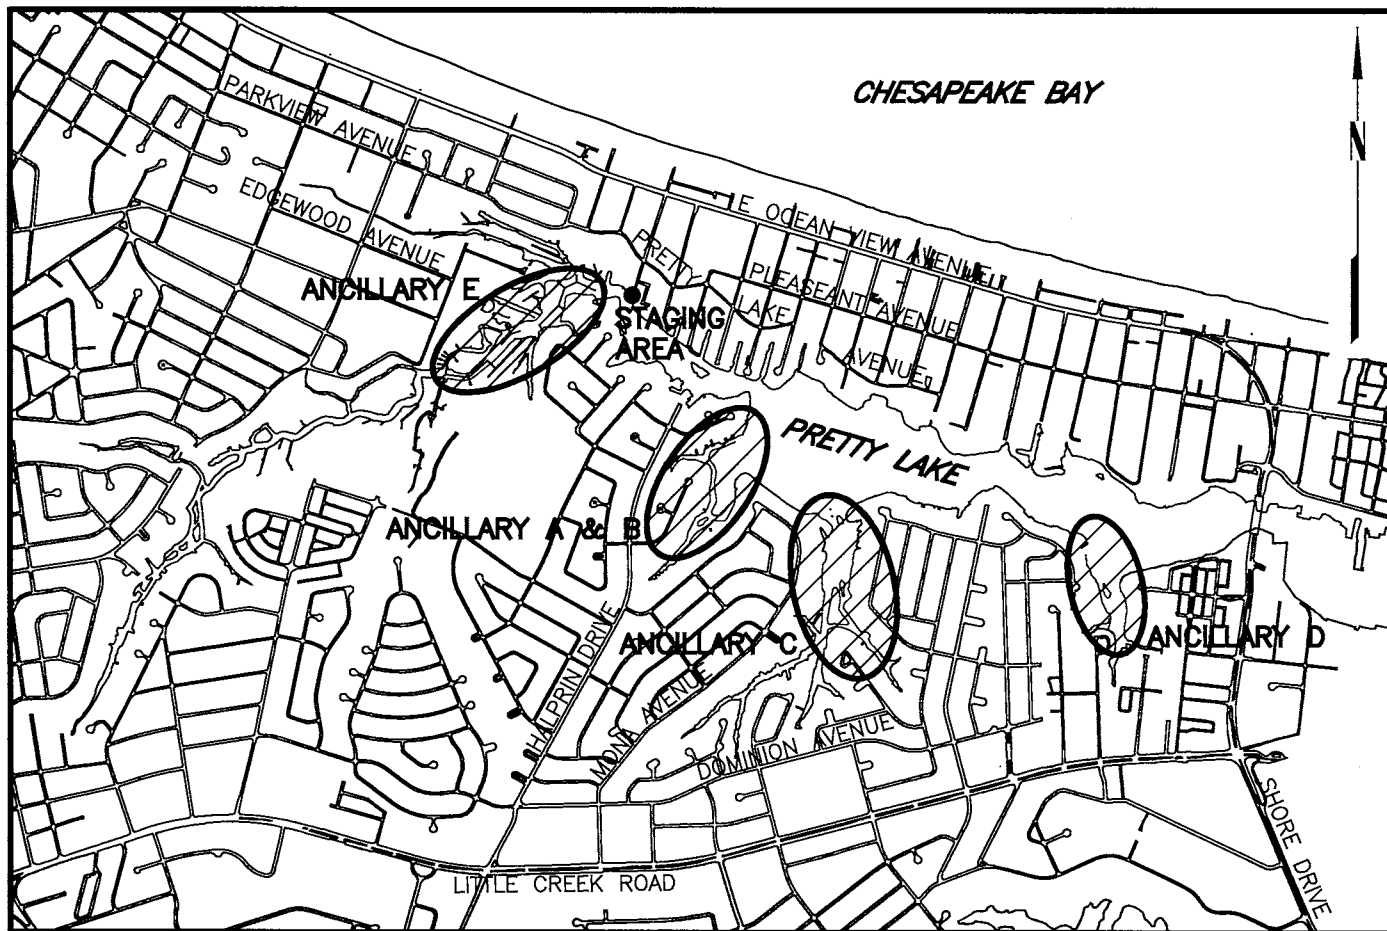 CHESAPEAKE BAY
N
PARKVIEW AVENUE
EDGEWOOD AVENUE
E OCEAN VIEW AVENUE
PRETTY LAKE AVENUE
PLEASEANT AVENUE
ANCILLARY E
STAGING
AREA
PRETTY LAKE
ANCILLARY A & B
ANCILLARY C
ANCILLARY D
HALPRIN DRIVE
MONA AVENUE
DOMINION AVENUE
SHORE DRIVE
LITTLE CREEK ROAD